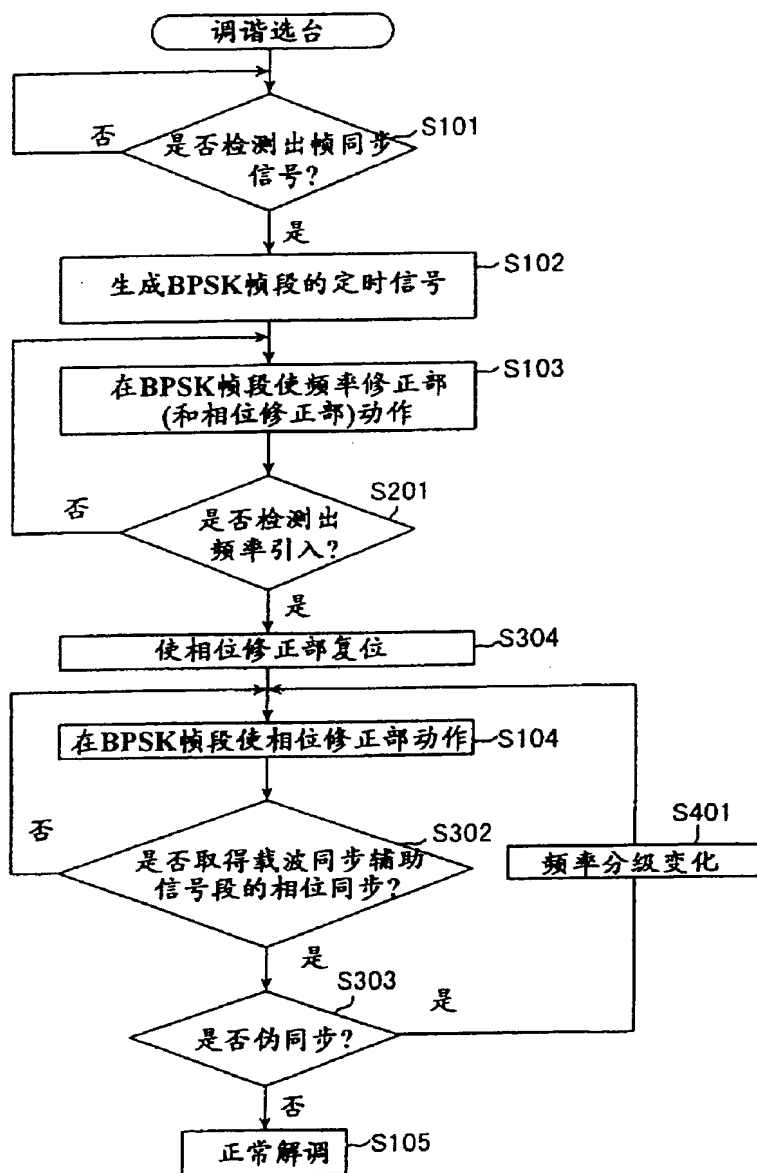 调谐选台
否
S101
是否检测出帧同步
信号?
是
S102
生成BPSK帧段的定时信号
S103
在BPSK帧段使频率修正部
(和相位修正部)动作
S201
否
是否检测出
频率引入?
是
使相位修正部复位
S304
在BPSK帧段使相位修正部动作
S104
否
S302
是否取得载波同步辅助
信号段的相位同步?
S401
频率分级变化
是
S303
是
是否伪同步?
否
正常解调
S105